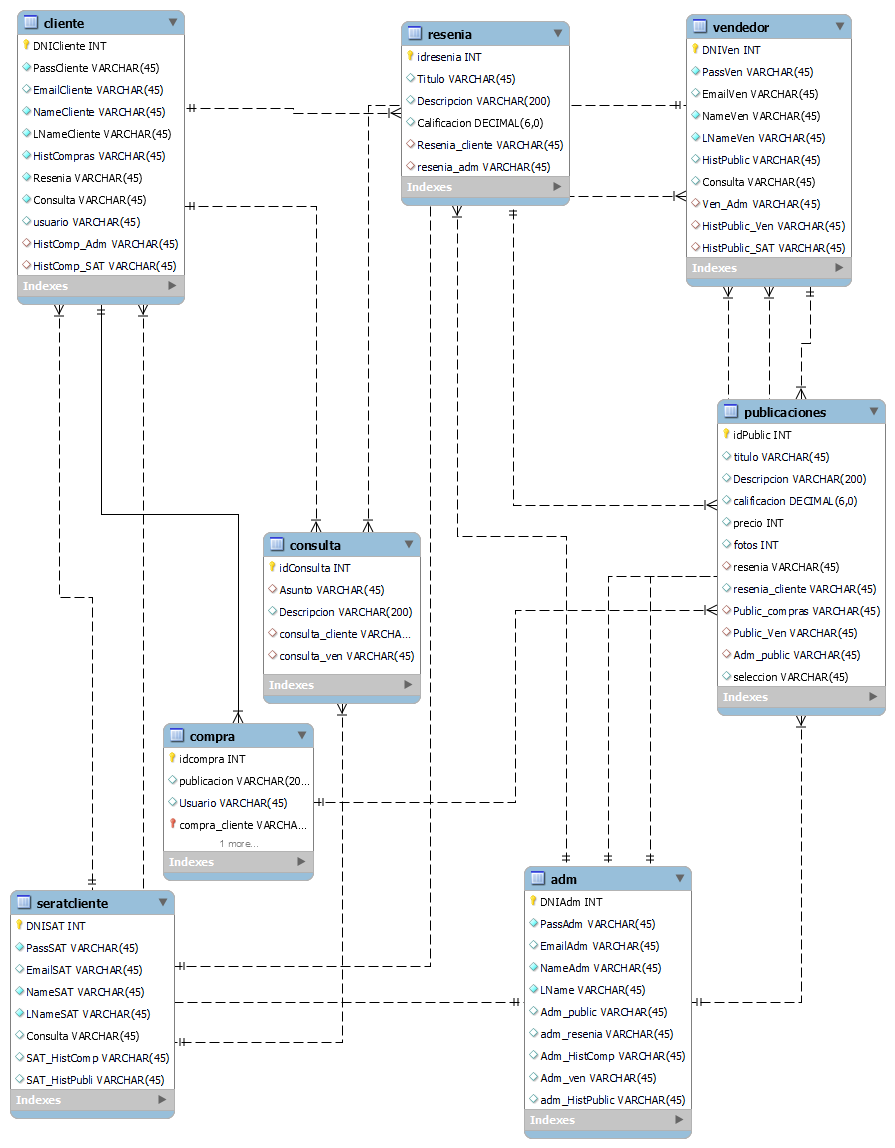 cliente
DNICliente INT
PassCliente VARCHAR(45)
EmailCliente VARCHAR(45)
NameCliente VARCHAR(45)
LNameCliente VARCHAR(45)
HistCompras VARCHAR(45)
Resenia VARCHAR(45)
Consulta VARCHAR(45)
usuario VARCHAR(45)
HistComp_Adm VARCHAR(45)
HistComp_SAT VARCHAR(45)
Indexes
resenia
idresenia INT
Titulo VARCHAR(45)
Descripcion VARCHAR(200)
Calificacion DECIMAL(6,0)
Resenia_cliente VARCHAR(45)
resenia_adm VARCHAR(45)
Indexes
vendedor
DNIVen INT
PassVen VARCHAR(45)
EmailVen VARCHAR(45)
NameVen VARCHAR(45)
LNameVen VARCHAR(45)
HistPublic VARCHAR(45)
Consulta VARCHAR(45)
Ven_Adm VARCHAR(45)
HistPublic_Ven VARCHAR(45)
HistPublic_SAT VARCHAR(45)
Indexes
publicaciones
idPublic INT
titulo VARCHAR(45)
Descripcion VARCHAR(200)
calificacion DECIMAL(6,0)
precio INT
fotos INT
resenia VARCHAR(45)
resenia_cliente VARCHAR(45)
Public_compras VARCHAR(45)
Public_Ven VARCHAR(45)
Adm_public VARCHAR(45)
seleccion VARCHAR(45)
Indexes
consulta
idConsulta INT
Asunto VARCHAR(45)
Descripcion VARCHAR(200)
consulta_cliente VARCHA...
consulta_ven VARCHAR(45)
Indexes
compra
idcompra INT
publicacion VARCHAR(20...
Usuario VARCHAR(45)
compra_cliente VARCHA...
1 more...
Indexes
seratcliente
DNISAT INT
PassSAT VARCHAR(45)
EmailSAT VARCHAR(45)
NameSAT VARCHAR(45)
LNameSAT VARCHAR(45)
Consulta VARCHAR(45)
SAT_HistComp VARCHAR(45)
SAT_HistPubli VARCHAR(45)
Indexes
adm
DNIAdm INT
PassAdm VARCHAR(45)
EmailAdm VARCHAR(45)
NameAdm VARCHAR(45)
LName VARCHAR(45)
Adm_public VARCHAR(45)
adm_resenia VARCHAR(45)
Adm_HistComp VARCHAR(45)
Adm_ven VARCHAR(45)
adm_HistPublic VARCHAR(45)
Indexes